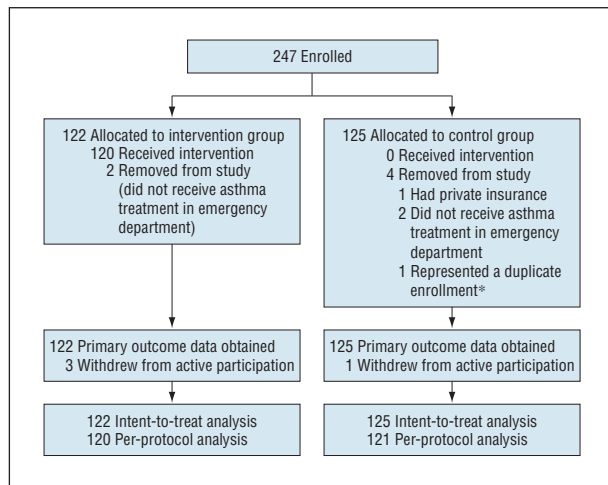 247 Enrolled
122 Allocated to intervention group
120 Received intervention
2 Removed from study
(did not receive asthma
treatment in emergency
department)
125 Allocated to control group
0 Received intervention
4 Removed from study
1 Had private insurance
2 Did not receive asthma
treatment in emergency
department
1 Represented a duplicate
enrollment*
122 Primary outcome data obtained
3 Withdrew from active participation
125 Primary outcome data obtained
1 Withdrew from active participation
122 Intent-to-treat analysis
120 Per-protocol analysis
125 Intent-to-treat analysis
121 Per-protocol analysis